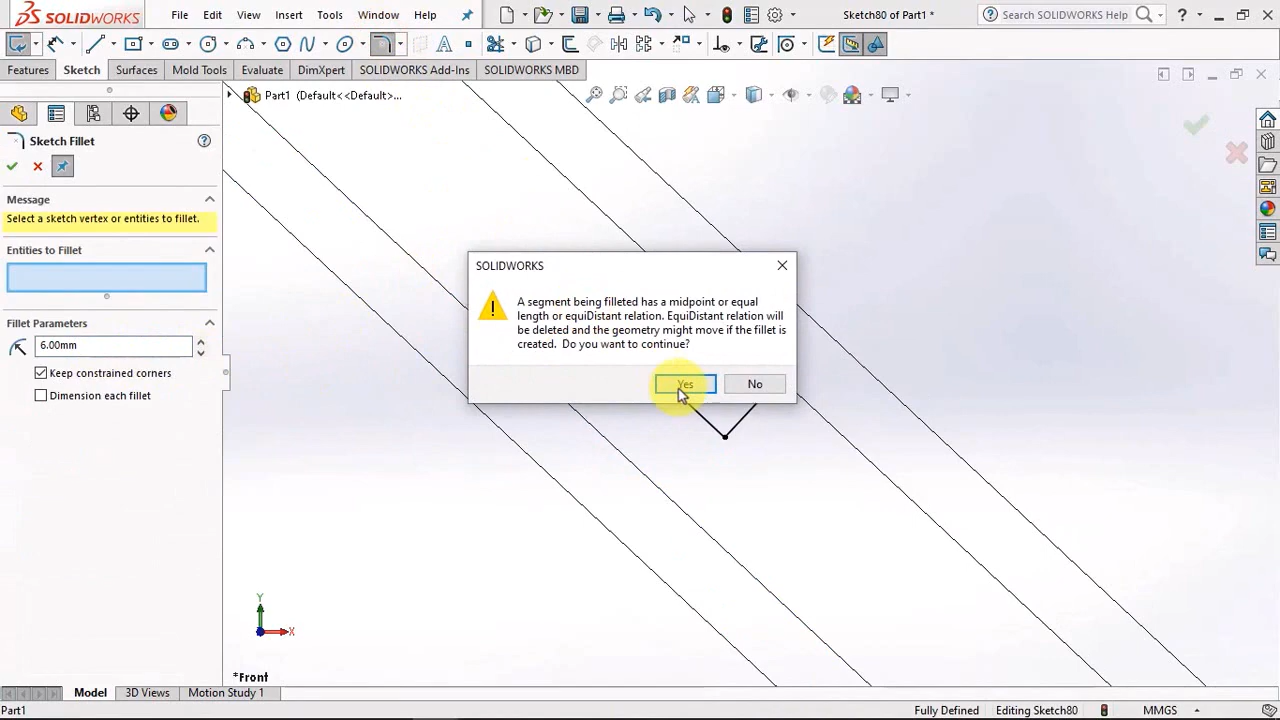 SOLIDWORKS
File Edit View Insert Tools Window Help
Sketch80 of Part1 *
Search SOLIDWORKS Help
?
Features Sketch Surfaces Mold Tools Evaluate DimXpert SOLIDWORKS Add-Ins SOLIDWORKS MBD
Part1 (Default<<Default>...
Sketch Fillet
?
Message
Select a sketch vertex or entities to fillet.
Entities to Fillet
Fillet Parameters
6.00mm
Keep constrained corners
Dimension each fillet
SOLIDWORKS
A segment being filleted has a midpoint or equal
length or equiDistant relation. EquiDistant relation will
be deleted and the geometry might move if the fillet is
created. Do you want to continue?
Yes No
Y
X
*Front
Model 3D Views Motion Study 1
Part1
Fully Defined Editing Sketch80 MMGS